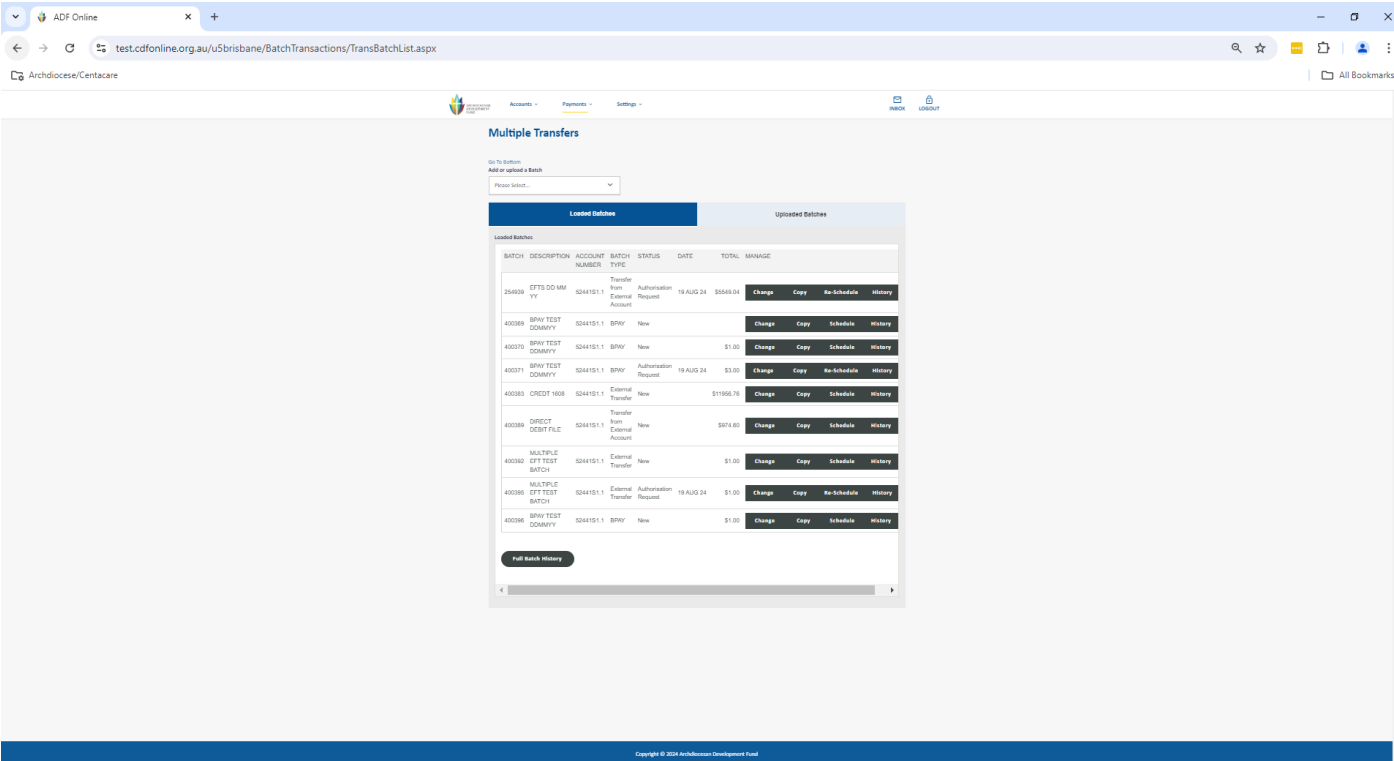 ADF Online
test.cdfonline.org.au/u5brisbane/BatchTransactions/TransBatchList.aspx
Archdiocese/Centacare
All Bookmarks
Accounts
Payments
Settings
INBOX
LOGOUT
Multiple Transfers
Go To Bottom
Add or upload a Batch
Please Select...
Loaded Batches
Uploaded Batches
Loaded Batches
BATCH DESCRIPTION ACCOUNT NUMBER BATCH TYPE STATUS DATE TOTAL MANAGE
254939 EFTS DD MM YY 52441S1.1 Transfer from External Account Authorisation Request 19 AUG 24 $5549.04 Change Copy Re-Schedule History
400369 BPAY TEST DDMMYY 52441S1.1 BPAY New Change Copy Schedule History
400370 BPAY TEST DDMMYY 52441S1.1 BPAY New $1.00 Change Copy Schedule History
400371 BPAY TEST DDMMYY 52441S1.1 BPAY Authorisation Request 19 AUG 24 $3.00 Change Copy Re-Schedule History
400383 CREDT 1608 52441S1.1 External Transfer New $11956.76 Change Copy Schedule History
400389 DIRECT DEBIT FILE 52441S1.1 Transfer from External Account New $974.60 Change Copy Schedule History
400392 MULTIPLE EFT TEST BATCH 52441S1.1 External Transfer New $1.00 Change Copy Schedule History
400395 MULTIPLE EFT TEST BATCH 52441S1.1 External Transfer Authorisation Request 19 AUG 24 $1.00 Change Copy Re-Schedule History
400396 BPAY TEST DDMMYY 52441S1.1 BPAY New $1.00 Change Copy Schedule History
Full Batch History
Copyright © 2024 Archdiocesan Development Fund